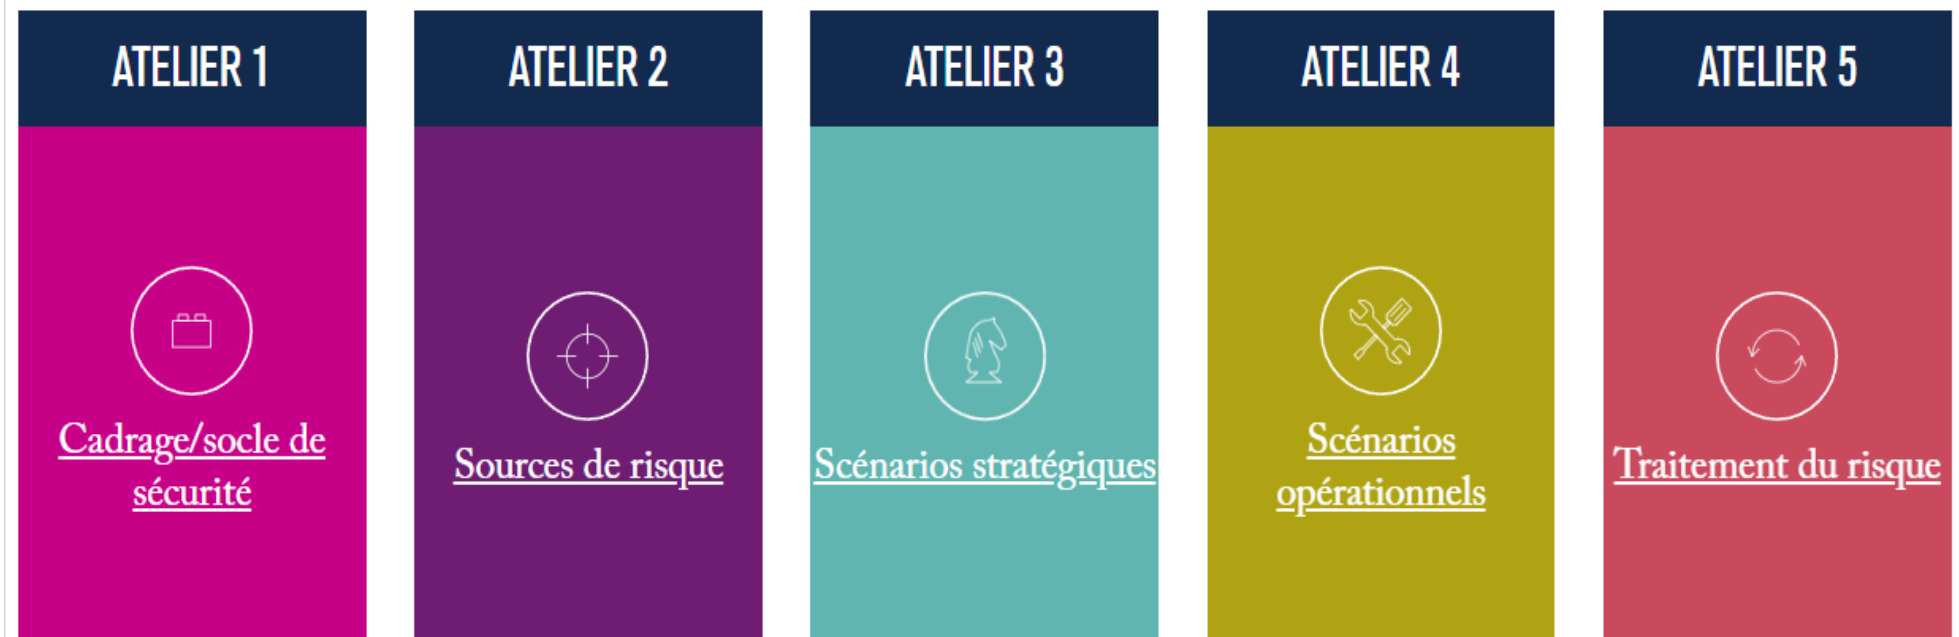 ATELIER 1
Cadrage/socle de
sécurité
ATELIER 2
Sources de risque
ATELIER 3
Scénarios stratégiques
ATELIER 4
Scénarios
opérationnels
ATELIER 5
Traitement du risque